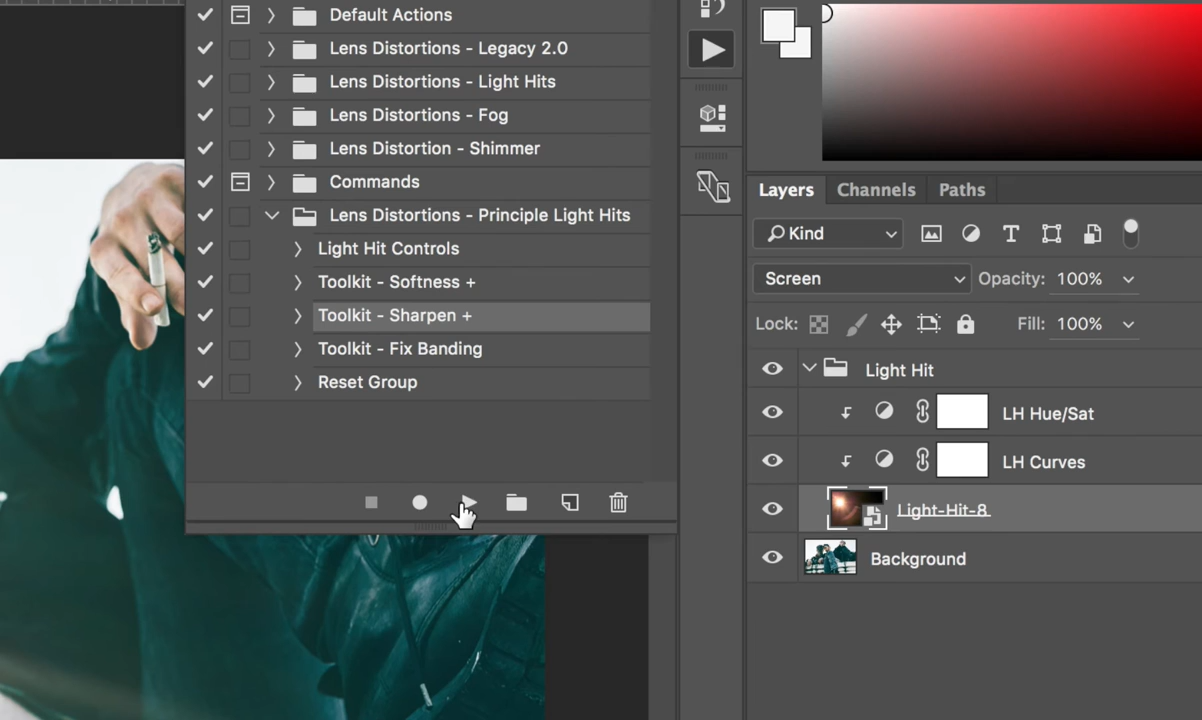 Default Actions
Lens Distortions - Legacy 2.0
Lens Distortions - Light Hits
Lens Distortions - Fog
Lens Distortion - Shimmer
Commands
Lens Distortions - Principle Light Hits
Light Hit Controls
Toolkit - Softness +
Toolkit - Sharpen +
Toolkit - Fix Banding
Reset Group
Layers Channels Paths
Kind
Screen Opacity: 100%
Lock: Fill: 100%
Light Hit
LH Hue/Sat
LH Curves
Light-Hit-8
Background